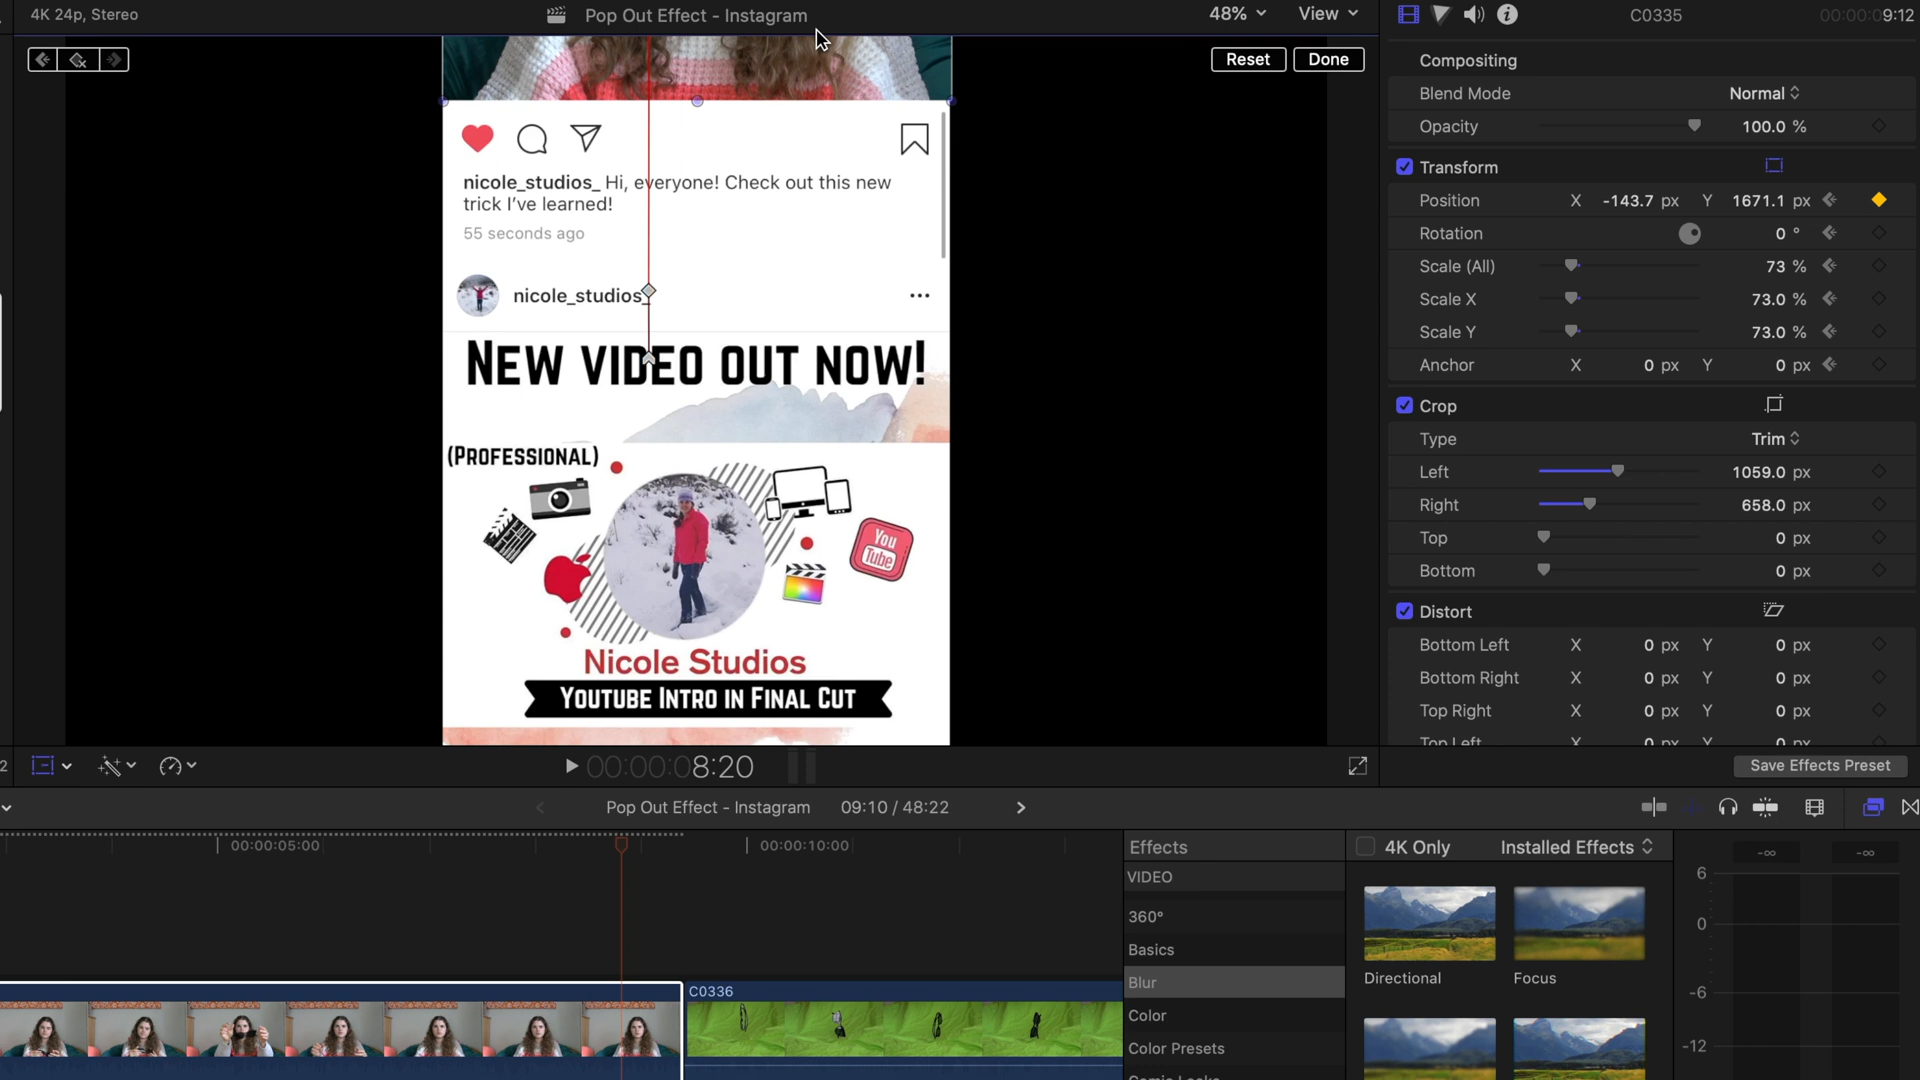 4K 24p, Stereo
Pop Out Effect - Instagram
48%
View
C0335
00:00:09:12
Reset
Done
nicole_studios_ Hi, everyone! Check out this new
trick I've learned!
55 seconds ago
nicole_studios_
NEW VIDEO OUT NOW!
(PROFESSIONAL)
You
Tube
Nicole Studios
YOUTUBE INTRO IN FINAL CUT
Compositing
Blend Mode Normal
Opacity 100.0 %
Transform
Position X -143.7 px Y 1671.1 px
Rotation 0 °
Scale (All) 73 %
Scale X 73.0 %
Scale Y 73.0 %
Anchor X 0 px Y 0 px
Crop
Type Trim
Left 1059.0 px
Right 658.0 px
Top 0 px
Bottom 0 px
Distort
Bottom Left X 0 px Y 0 px
Bottom Right X 0 px Y 0 px
Top Right X 0 px Y 0 px
Top Left X 0 px Y 0 px
2
00:00:08:20
Save Effects Preset
Pop Out Effect - Instagram 09:10 / 48:22
00:00:05:00
00:00:10:00
C0336
Effects
4K Only
Installed Effects
VIDEO
360°
Basics
Blur
Color
Color Presets
Comic Looks
Directional
Focus
-∞ -∞
6
0
-6
-12